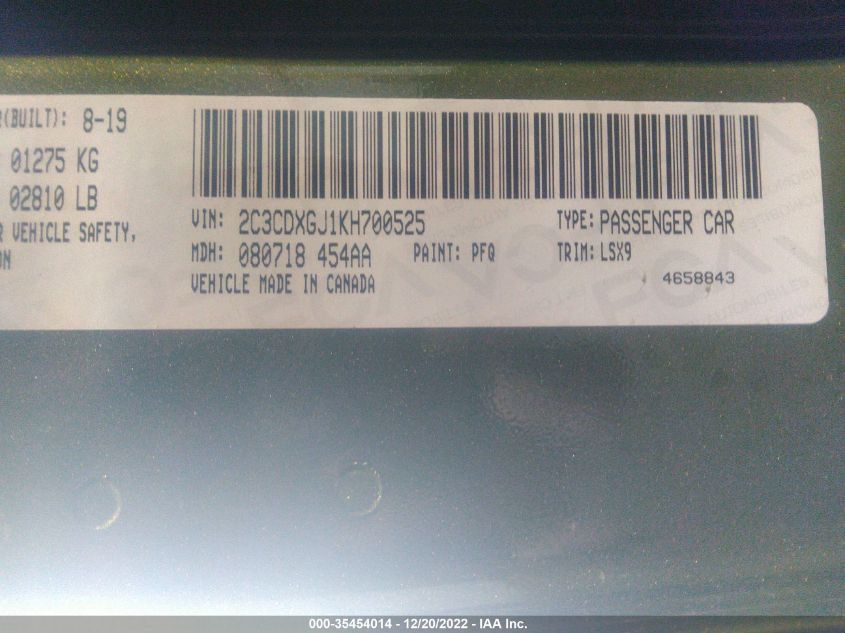 (BUILT): 8-19
01275 KG
02810 LB
VEHICLE SAFETY,
VIN: 2C3CDXGJ1KH700525 TYPE: PASSENGER CAR
MDH: 080718 454AA PAINT: PFQ TRIM: LSX9
VEHICLE MADE IN CANADA 4658843
000-35454014 - 12/20/2022 - IAA Inc.